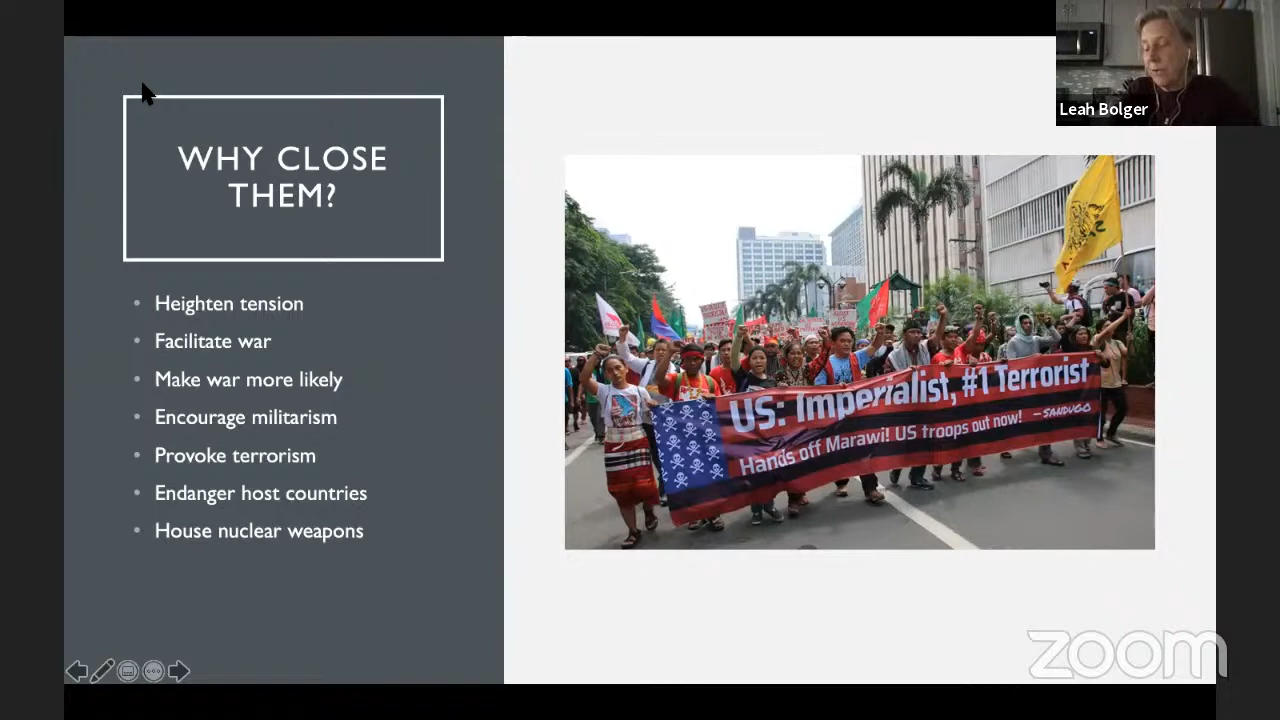 Leah Bolger
WHY CLOSE
THEM?
Heighten tension
Facilitate war
Make war more likely
Encourage militarism
Provoke terrorism
Endanger host countries
House nuclear weapons
US: Imperialist, #1 Terrorist
Hands off Marawi! US troops out now! –SANDUGO
zoom